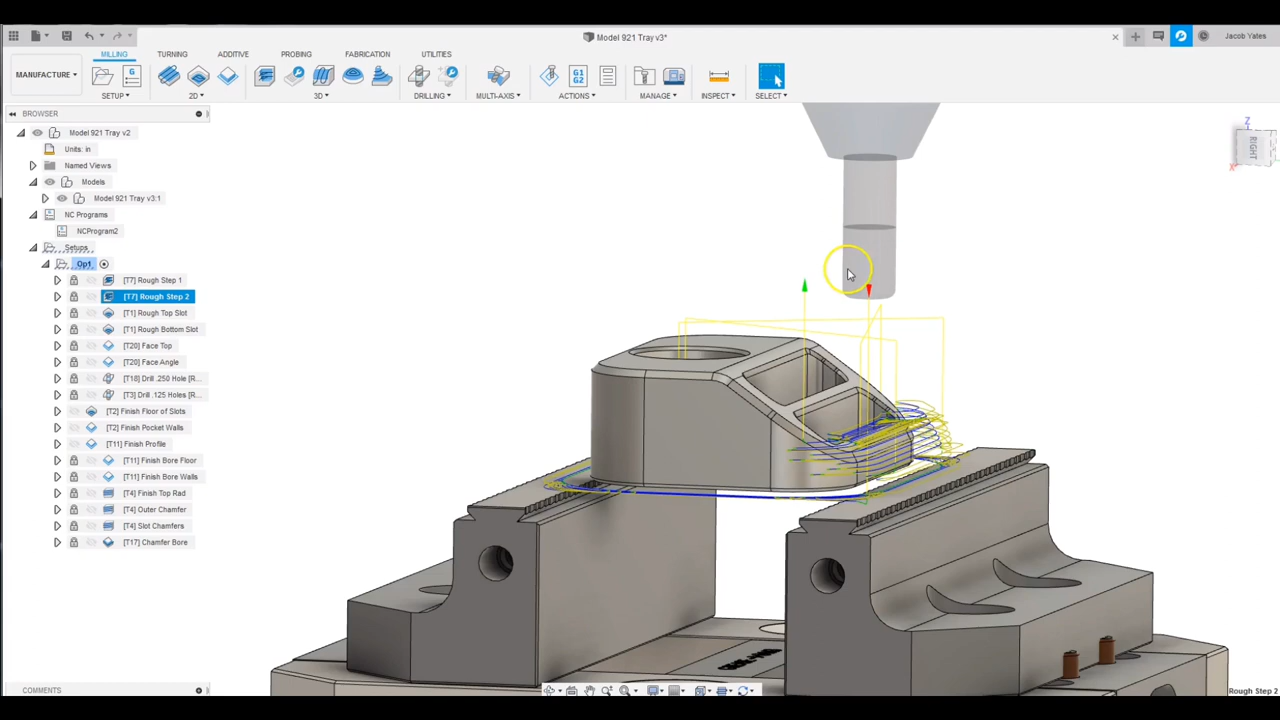 Model 921 Tray v3*
Jacob Yates
MILLING TURNING ADDITIVE PROBING FABRICATION UTILITIES
MANUFACTURE
G1
G2
SETUP 2D 3D DRILLING MULTI-AXIS ACTIONS MANAGE INSPECT SELECT
BROWSER
Model 921 Tray v2
Units: in
Named Views
Models
Model 921 Tray v3:1
NC Programs
NCProgram2
Setups
Op1
[T7] Rough Step 1
[T7] Rough Step 2
[T1] Rough Top Slot
[T1] Rough Bottom Slot
[T20] Face Top
[T20] Face Angle
[T18] Drill .250 Hole [R...
[T3] Drill .125 Holes [R...
[T2] Finish Floor of Slots
[T2] Finish Pocket Walls
[T11] Finish Profile
[T11] Finish Bore Floor
[T11] Finish Bore Walls
[T4] Finish Top Rad
[T4] Outer Chamfer
[T4] Slot Chamfers
[T17] Chamfer Bore
Z
RIGHT
X
COMMENTS
Rough Step 2